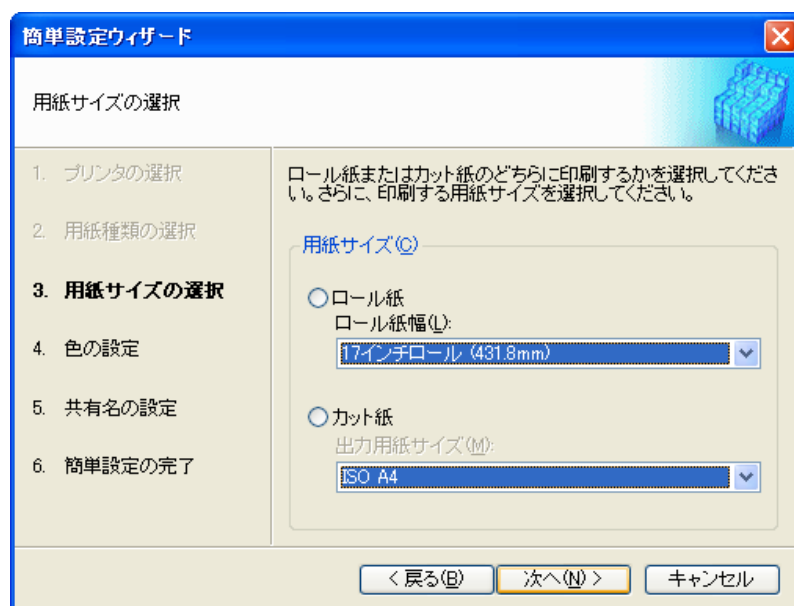 簡単設定ウィザード
用紙サイズの選択
1. プリンタの選択
2. 用紙種類の選択
3. 用紙サイズの選択
4. 色の設定
5. 共有名の設定
6. 簡単設定の完了
ロール紙またはカット紙のどちらに印刷するかを選択してくださ
い。さらに、印刷する用紙サイズを選択してください。
用紙サイズ(C)
ロール紙
ロール紙幅(L):
17インチロール (431.8mm)
カット紙
出力用紙サイズ(M):
ISO A4
< 戻る(B)
次へ(N) >
キャンセル